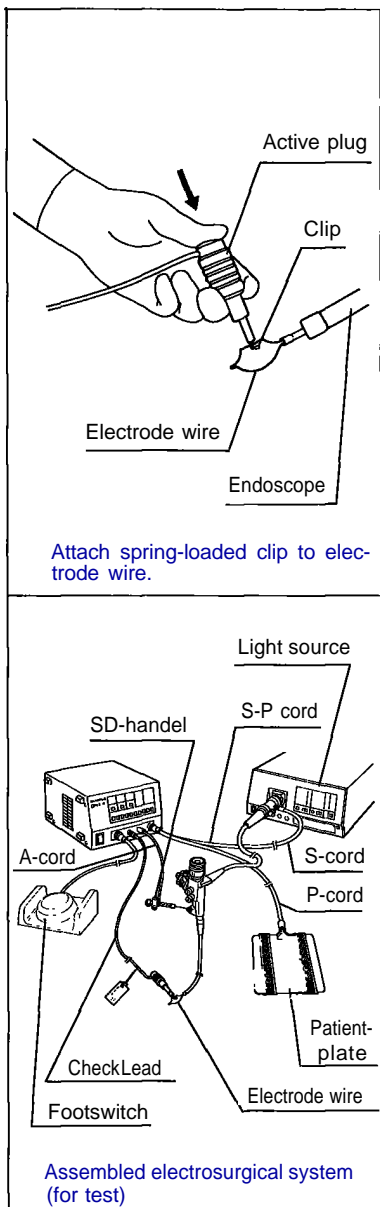 Active plug
Clip
Electrode wire
Endoscope
Attach spring-loaded clip to elec-
trode wire.
Light source
S-P cord
SD-handel
A-cord
S-cord
P-cord
Patient-
plate
CheckLead
Electrode wire
Footswitch
Assembled electrosurgical system
(for test)